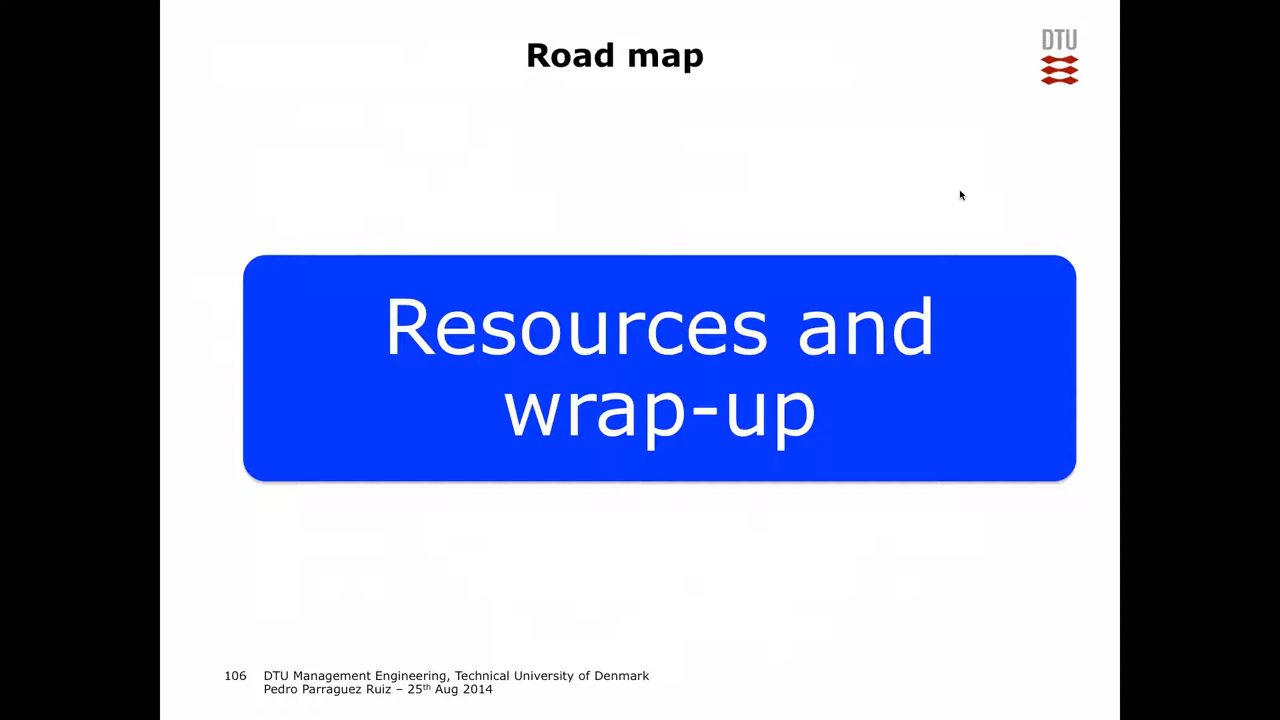 Road map
DTU
Resources and
wrap-up
106 DTU Management Engineering, Technical University of Denmark
Pedro Parraguez Ruiz – 25th Aug 2014